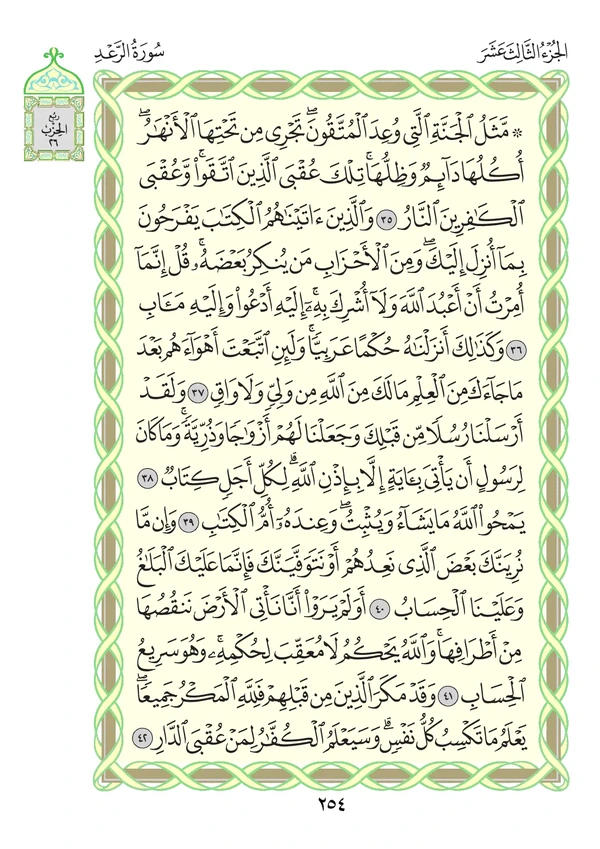 الجُزْءُ الثَّالِثَ عَشَرَ
سُورَةُ الرَّعْدِ
رُبْعُ
الحِزْبِ
٢٦
۞ مَّثَلُ ٱلْجَنَّةِ ٱلَّتِى وُعِدَ ٱلْمُتَّقُونَۖ تَجْرِى مِن تَحْتِهَا ٱلْأَنْهَٰرُۖ
أُكُلُهَا دَآئِمٌ وَظِلُّهَاۚ تِلْكَ عُقْبَى ٱلَّذِينَ ٱتَّقَوا۟ۖ وَّعُقْبَى
ٱلْكَٰفِرِينَ ٱلنَّارُ ٣٥ وَٱلَّذِينَ ءَاتَيْنَٰهُمُ ٱلْكِتَٰبَ يَفْرَحُونَ
بِمَآ أُنزِلَ إِلَيْكَۖ وَمِنَ ٱلْأَحْزَابِ مَن يُنكِرُ بَعْضَهُۥۚ قُلْ إِنَّمَآ
أُمِرْتُ أَنْ أَعْبُدَ ٱللَّهَ وَلَآ أُشْرِكَ بِهِۦٓۚ إِلَيْهِ أَدْعُوا۟ وَإِلَيْهِ مَـَٔابِ
٣٦ وَكَذَٰلِكَ أَنزَلْنَٰهُ حُكْمًا عَرَبِيًّاۚ وَلَئِنِ ٱتَّبَعْتَ أَهْوَآءَهُم بَعْدَ
مَا جَآءَكَ مِنَ ٱلْعِلْمِ مَا لَكَ مِنَ ٱللَّهِ مِن وَلِىٍّ وَلَا وَاقٍ ٣٧ وَلَقَدْ
أَرْسَلْنَا رُسُلًا مِّن قَبْلِكَ وَجَعَلْنَا لَهُمْ أَزْوَٰجًا وَذُرِّيَّةًۚ وَمَا كَانَ
لِرَسُولٍ أَن يَأْتِىَ بِـَٔايَةٍ إِلَّا بِإِذْنِ ٱللَّهِۗ لِكُلِّ أَجَلٍ كِتَابٌ ٣٨
يَمْحُوا۟ ٱللَّهُ مَا يَشَآءُ وَيُثْبِتُۖ وَعِندَهُۥٓ أُمُّ ٱلْكِتَٰبِ ٣٩ وَإِن مَّا
نُرِيَنَّكَ بَعْضَ ٱلَّذِى نَعِدُهُمْ أَوْ نَتَوَفَّيَنَّكَ فَإِنَّمَا عَلَيْكَ ٱلْبَلَٰغُ
وَعَلَيْنَا ٱلْحِسَابُ ٤٠ أَوَلَمْ يَرَوْا۟ أَنَّا نَأْتِى ٱلْأَرْضَ نَنقُصُهَا
مِنْ أَطْرَافِهَاۚ وَٱللَّهُ يَحْكُمُ لَا مُعَقِّبَ لِحُكْمِهِۦۚ وَهُوَ سَرِيعُ
ٱلْحِسَابِ ٤١ وَقَدْ مَكَرَ ٱلَّذِينَ مِن قَبْلِهِمْ فَلِلَّهِ ٱلْمَكْرُ جَمِيعًاۖ
يَعْلَمُ مَا تَكْسِبُ كُلُّ نَفْسٍۗ وَسَيَعْلَمُ ٱلْكُفَّٰرُ لِمَنْ عُقْبَى ٱلدَّارِ ٤٢
٢٥٤